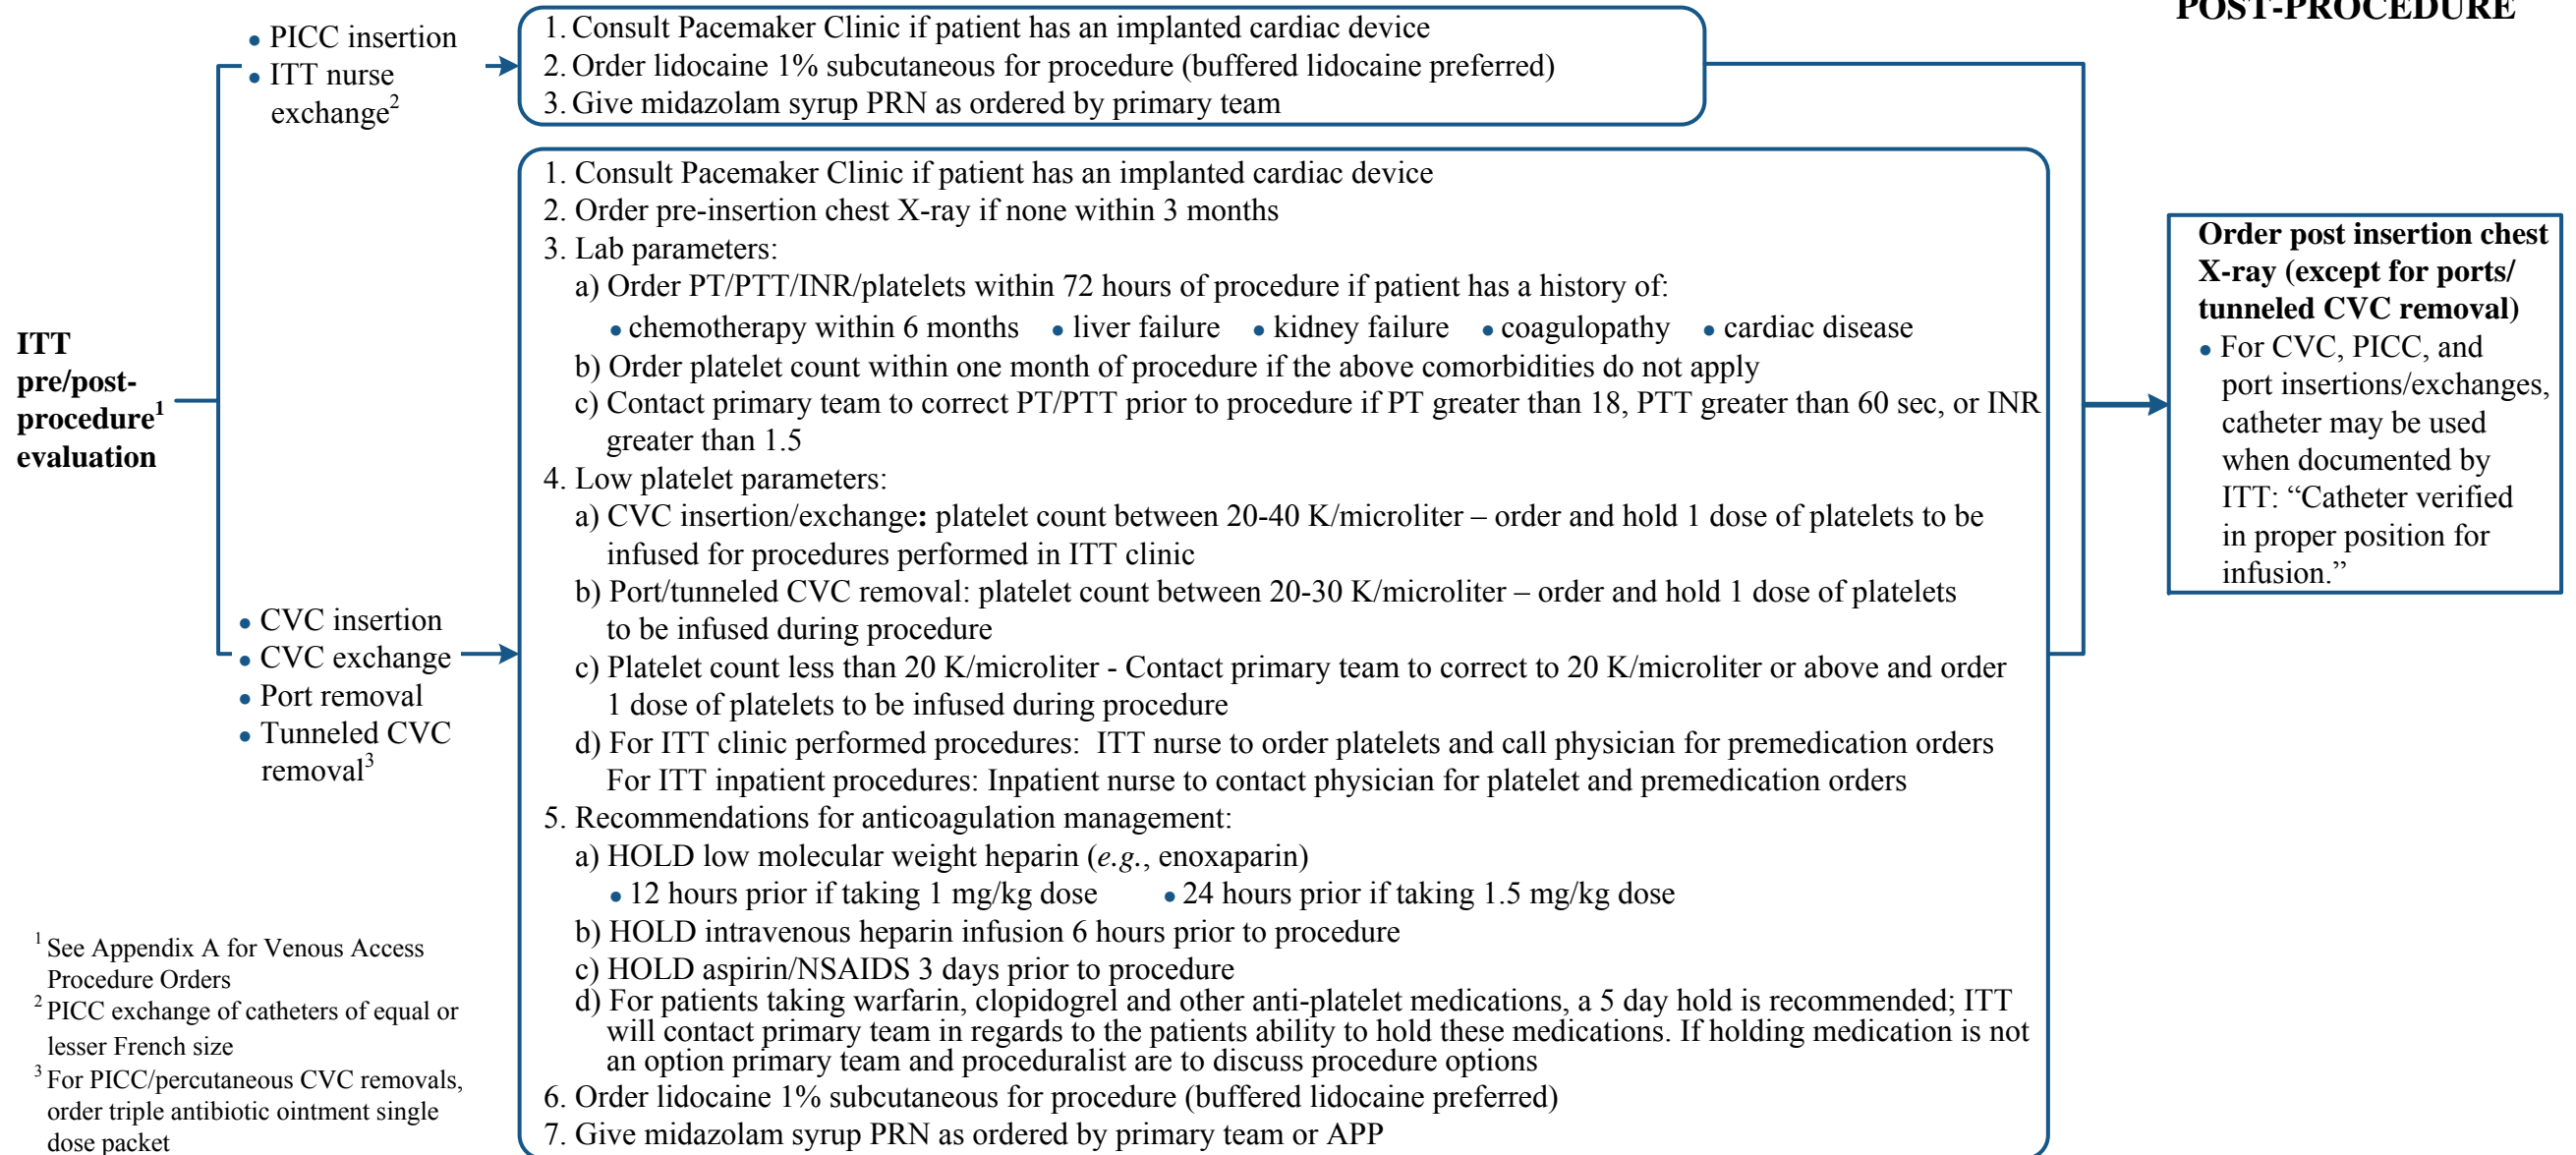 POST-PROCEDURE
• PICC insertion
• ITT nurse
exchange2
1. Consult Pacemaker Clinic if patient has an implanted cardiac device
2. Order lidocaine 1% subcutaneous for procedure (buffered lidocaine preferred)
3. Give midazolam syrup PRN as ordered by primary team
ITT
pre/post-
procedure1
evaluation
• CVC insertion
• CVC exchange
• Port removal
• Tunneled CVC
removal3
1. Consult Pacemaker Clinic if patient has an implanted cardiac device
2. Order pre-insertion chest X-ray if none within 3 months
3. Lab parameters:
a) Order PT/PTT/INR/platelets within 72 hours of procedure if patient has a history of:
• chemotherapy within 6 months • liver failure • kidney failure • coagulopathy • cardiac disease
b) Order platelet count within one month of procedure if the above comorbidities do not apply
c) Contact primary team to correct PT/PTT prior to procedure if PT greater than 18, PTT greater than 60 sec, or INR
greater than 1.5
4. Low platelet parameters:
a) CVC insertion/exchange: platelet count between 20-40 K/microliter – order and hold 1 dose of platelets to be
infused for procedures performed in ITT clinic
b) Port/tunneled CVC removal: platelet count between 20-30 K/microliter – order and hold 1 dose of platelets
to be infused during procedure
c) Platelet count less than 20 K/microliter - Contact primary team to correct to 20 K/microliter or above and order
1 dose of platelets to be infused during procedure
d) For ITT clinic performed procedures: ITT nurse to order platelets and call physician for premedication orders
For ITT inpatient procedures: Inpatient nurse to contact physician for platelet and premedication orders
5. Recommendations for anticoagulation management:
a) HOLD low molecular weight heparin (e.g., enoxaparin)
• 12 hours prior if taking 1 mg/kg dose • 24 hours prior if taking 1.5 mg/kg dose
b) HOLD intravenous heparin infusion 6 hours prior to procedure
c) HOLD aspirin/NSAIDS 3 days prior to procedure
d) For patients taking warfarin, clopidogrel and other anti-platelet medications, a 5 day hold is recommended; ITT
will contact primary team in regards to the patients ability to hold these medications. If holding medication is not
an option primary team and proceduralist are to discuss procedure options
6. Order lidocaine 1% subcutaneous for procedure (buffered lidocaine preferred)
7. Give midazolam syrup PRN as ordered by primary team or APP
Order post insertion chest
X-ray (except for ports/
tunneled CVC removal)
• For CVC, PICC, and
port insertions/exchanges,
catheter may be used
when documented by
ITT: “Catheter verified
in proper position for
infusion.”
1 See Appendix A for Venous Access
Procedure Orders
2 PICC exchange of catheters of equal or
lesser French size
3 For PICC/percutaneous CVC removals,
order triple antibiotic ointment single
dose packet